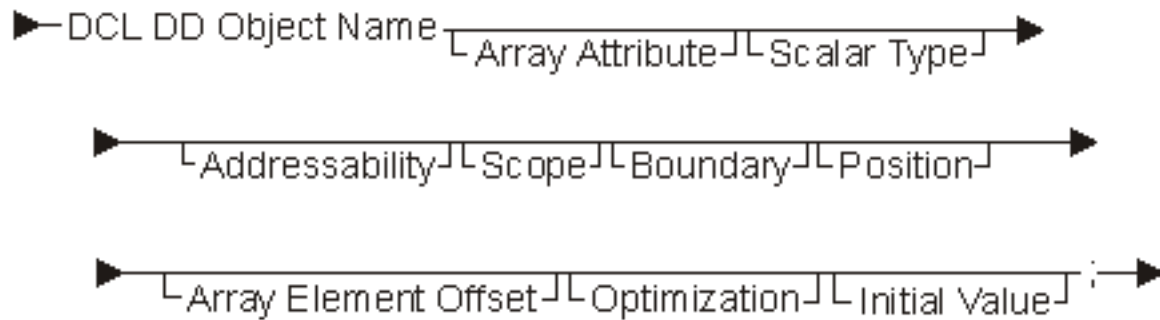 DCL DD Object Name Array Attribute Scalar Type
Addressability Scope Boundary Position
Array Element Offset Optimization Initial Value ;